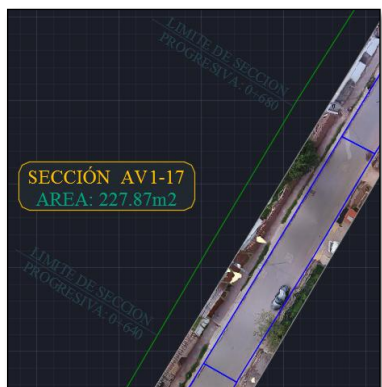 LIMITE DE SECCION
PROGRESIVA: 0+680
SECCIÓN AV1-17
AREA: 227.87m2
LIMITE DE SECCION
PROGRESIVA: 0+640